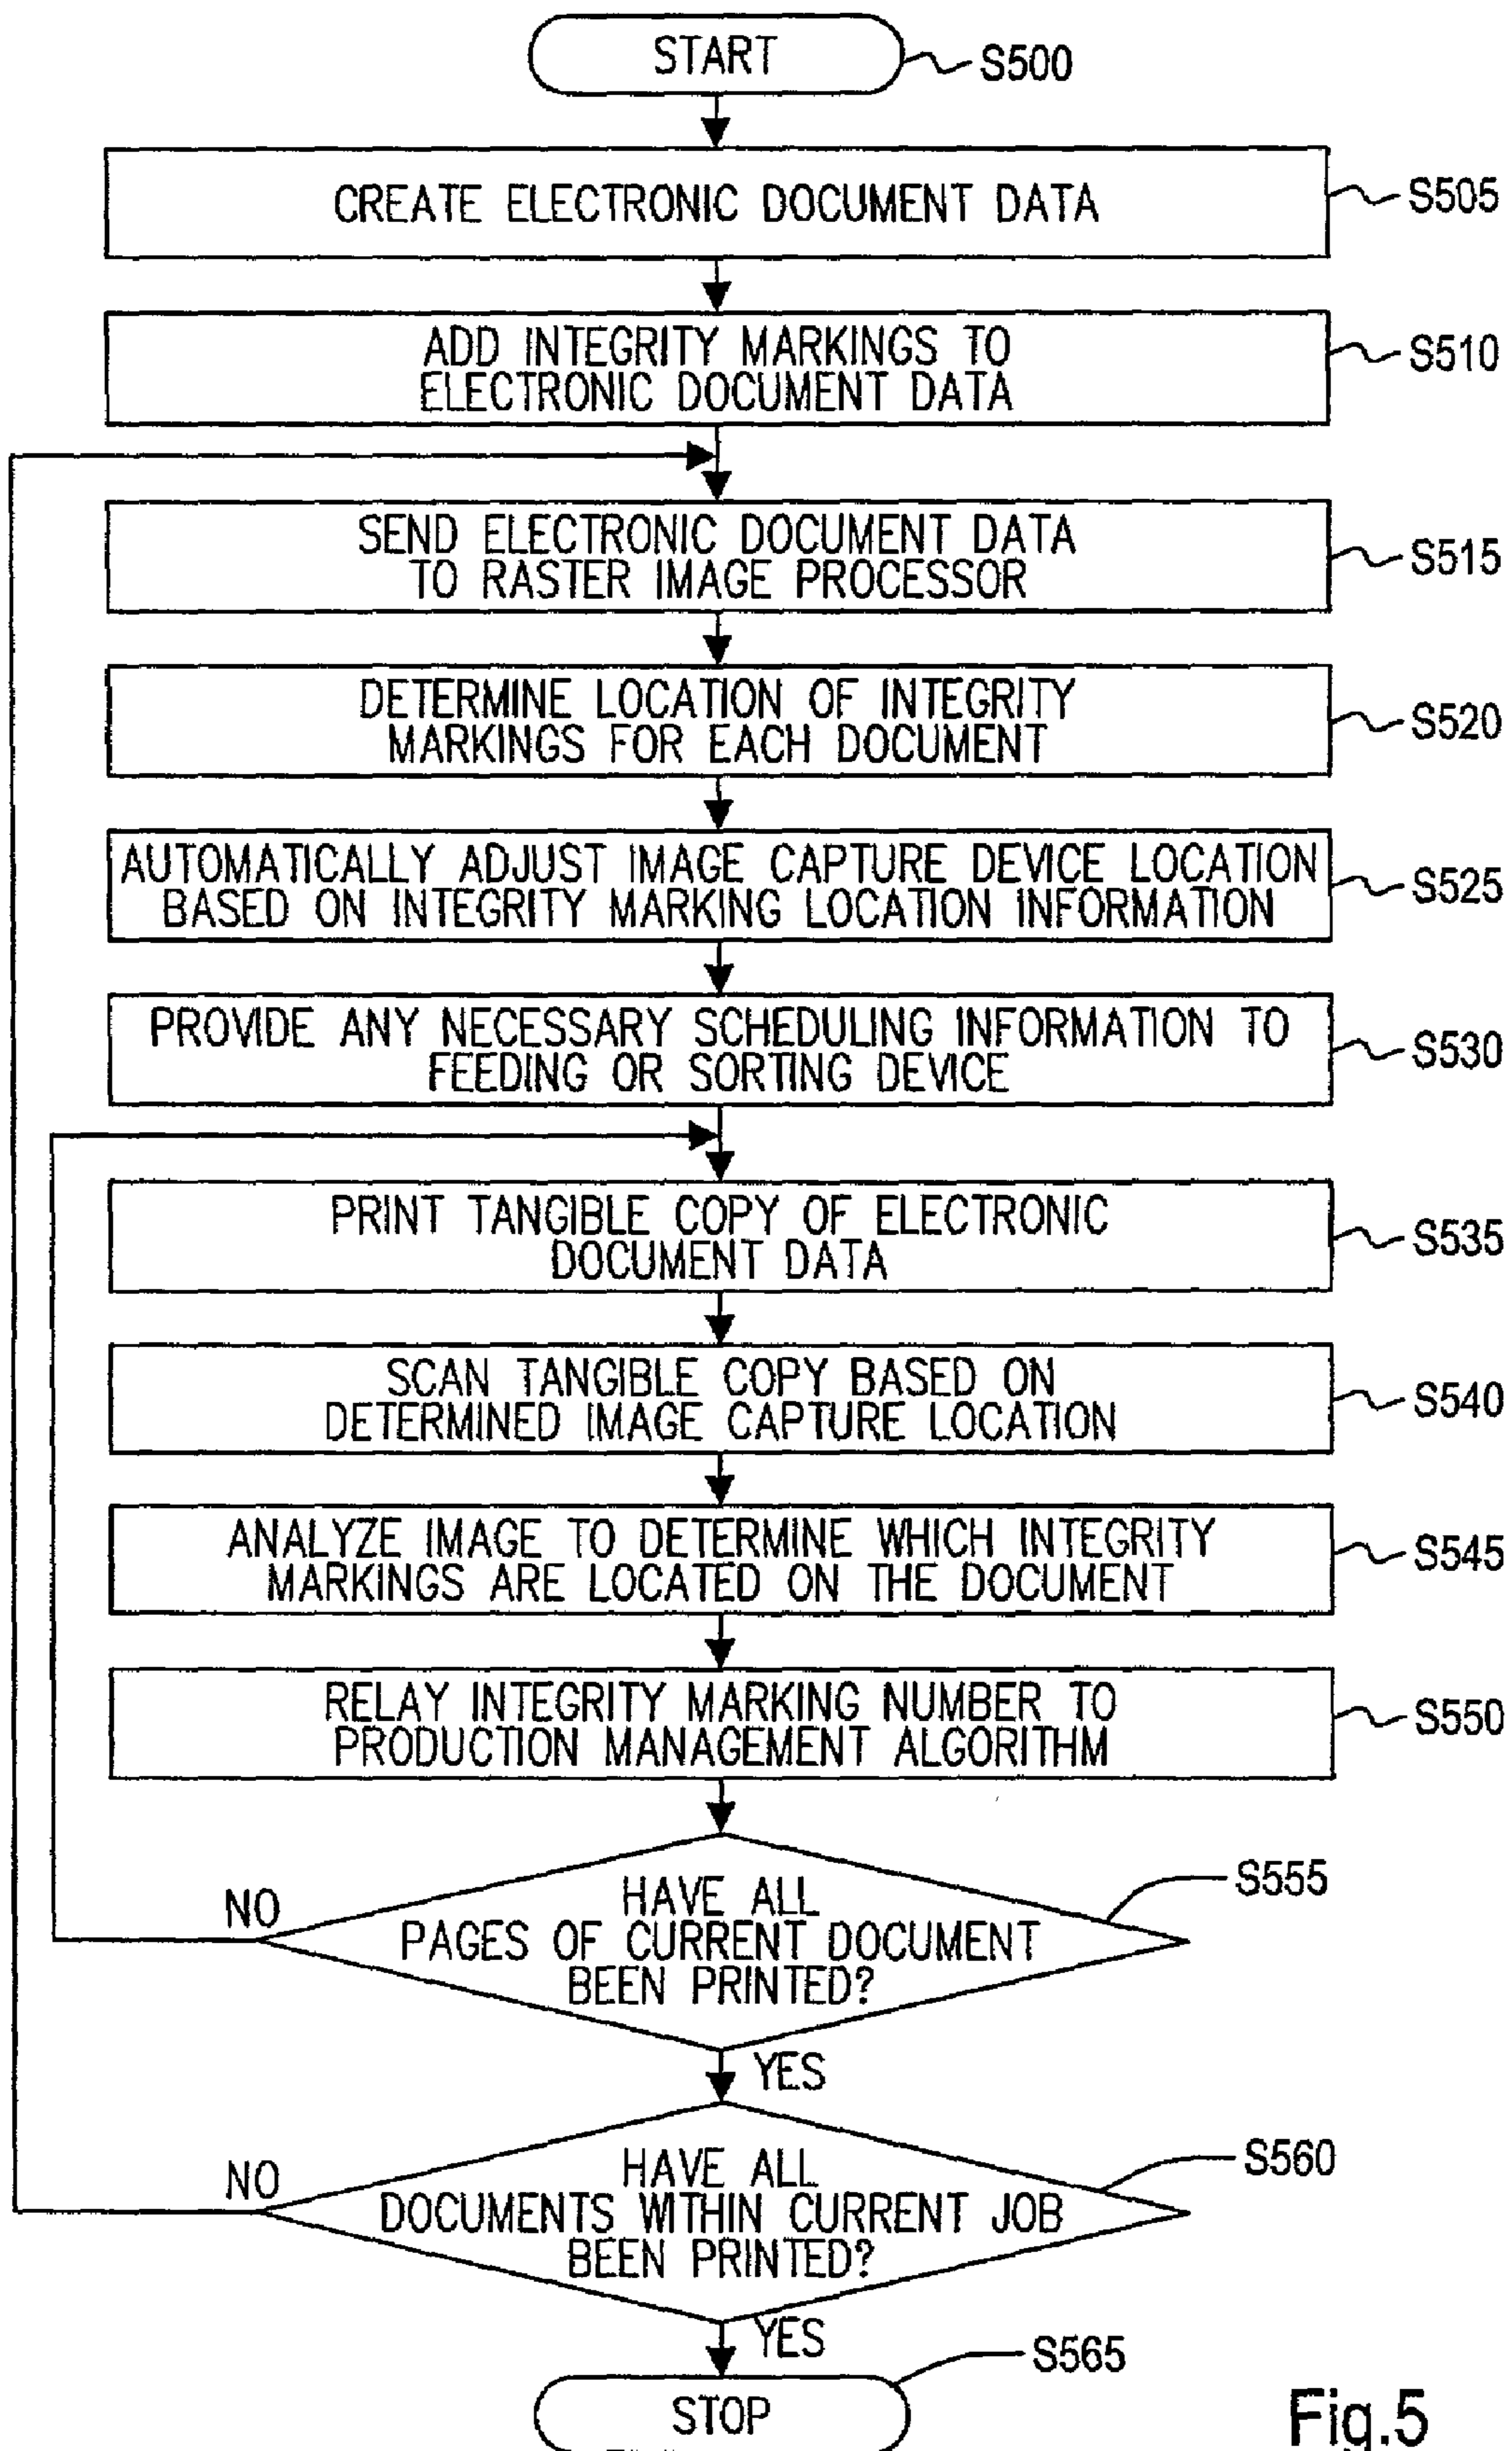 START
S500
CREATE ELECTRONIC DOCUMENT DATA
S505
ADD INTEGRITY MARKINGS TO
ELECTRONIC DOCUMENT DATA
S510
SEND ELECTRONIC DOCUMENT DATA
TO RASTER IMAGE PROCESSOR
S515
DETERMINE LOCATION OF INTEGRITY
MARKINGS FOR EACH DOCUMENT
S520
AUTOMATICALLY ADJUST IMAGE CAPTURE DEVICE LOCATION
BASED ON INTEGRITY MARKING LOCATION INFORMATION
S525
PROVIDE ANY NECESSARY SCHEDULING INFORMATION TO
FEEDING OR SORTING DEVICE
S530
PRINT TANGIBLE COPY OF ELECTRONIC
DOCUMENT DATA
S535
SCAN TANGIBLE COPY BASED ON
DETERMINED IMAGE CAPTURE LOCATION
S540
ANALYZE IMAGE TO DETERMINE WHICH INTEGRITY
MARKINGS ARE LOCATED ON THE DOCUMENT
S545
RELAY INTEGRITY MARKING NUMBER TO
PRODUCTION MANAGEMENT ALGORITHM
S550
HAVE ALL
PAGES OF CURRENT DOCUMENT
BEEN PRINTED?
S555
NO
YES
HAVE ALL
DOCUMENTS WITHIN CURRENT JOB
BEEN PRINTED?
S560
NO
YES
STOP
S565
Fig.5